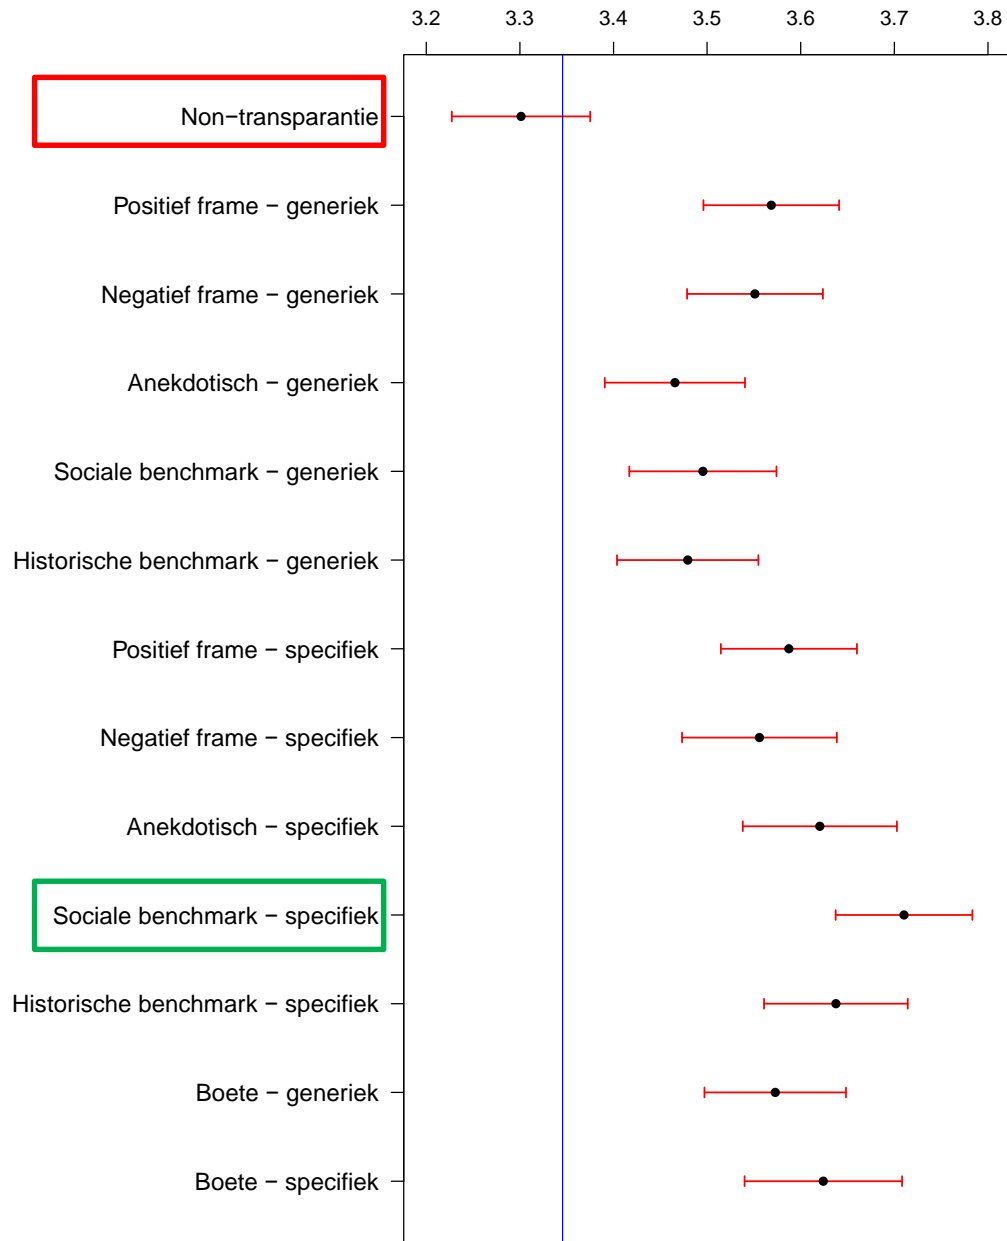 3.2 3.3 3.4 3.5 3.6 3.7 3.8
Non−transparantie
Positief frame − generiek
Negatief frame − generiek
Anekdotisch − generiek
Sociale benchmark − generiek
Historische benchmark − generiek
Positief frame − specifiek
Negatief frame − specifiek
Anekdotisch − specifiek
Sociale benchmark − specifiek
Historische benchmark − specifiek
Boete − generiek
Boete − specifiek